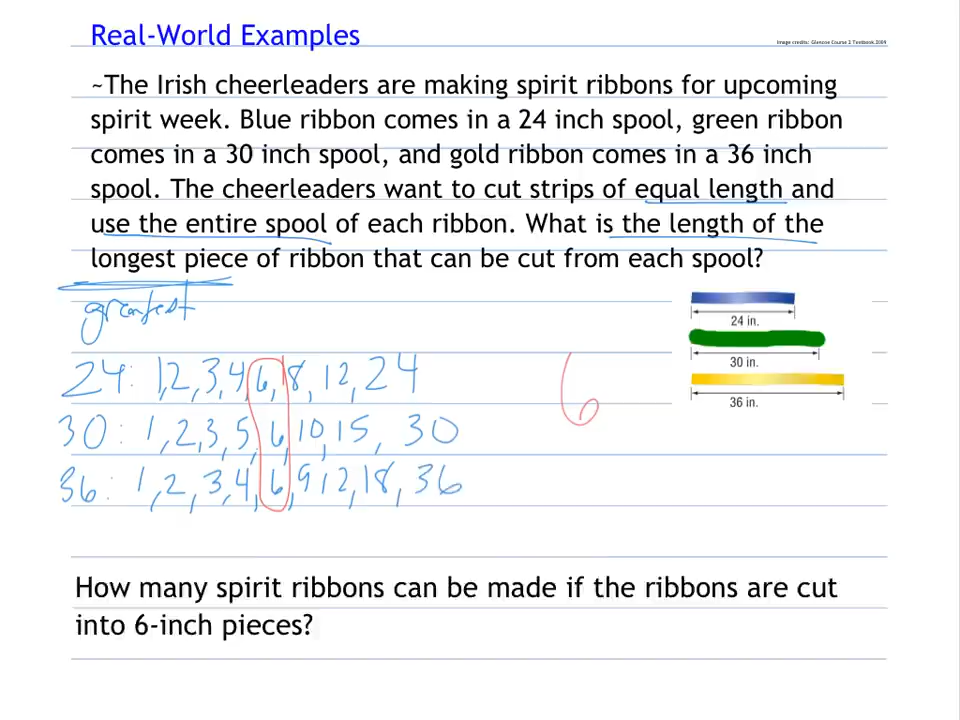 Real-World Examples
Image credits: Glencoe Course 2 Textbook 2009
~The Irish cheerleaders are making spirit ribbons for upcoming
spirit week. Blue ribbon comes in a 24 inch spool, green ribbon
comes in a 30 inch spool, and gold ribbon comes in a 36 inch
spool. The cheerleaders want to cut strips of equal length and
use the entire spool of each ribbon. What is the length of the
longest piece of ribbon that can be cut from each spool?
greatest
24 in.
30 in.
36 in.
24: 1,2,3,4,6,8,12,24
30: 1,2,3,5,6,10,15,30
36: 1,2,3,4,6,9,12,18,36
6
How many spirit ribbons can be made if the ribbons are cut
into 6-inch pieces?